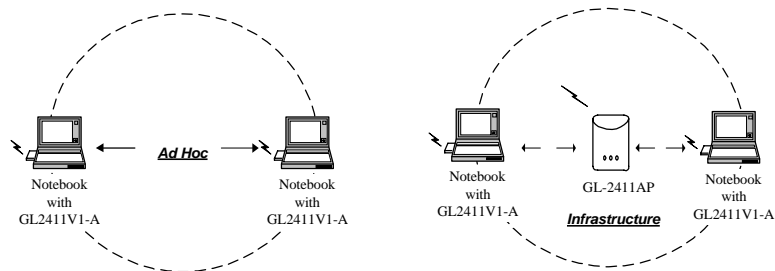 Ad Hoc
Notebook
with
GL2411V1-A
Notebook
with
GL2411V1-A
Notebook
with
GL2411V1-A
GL-2411AP
Infrastructure
Notebook
with
GL2411V1-A